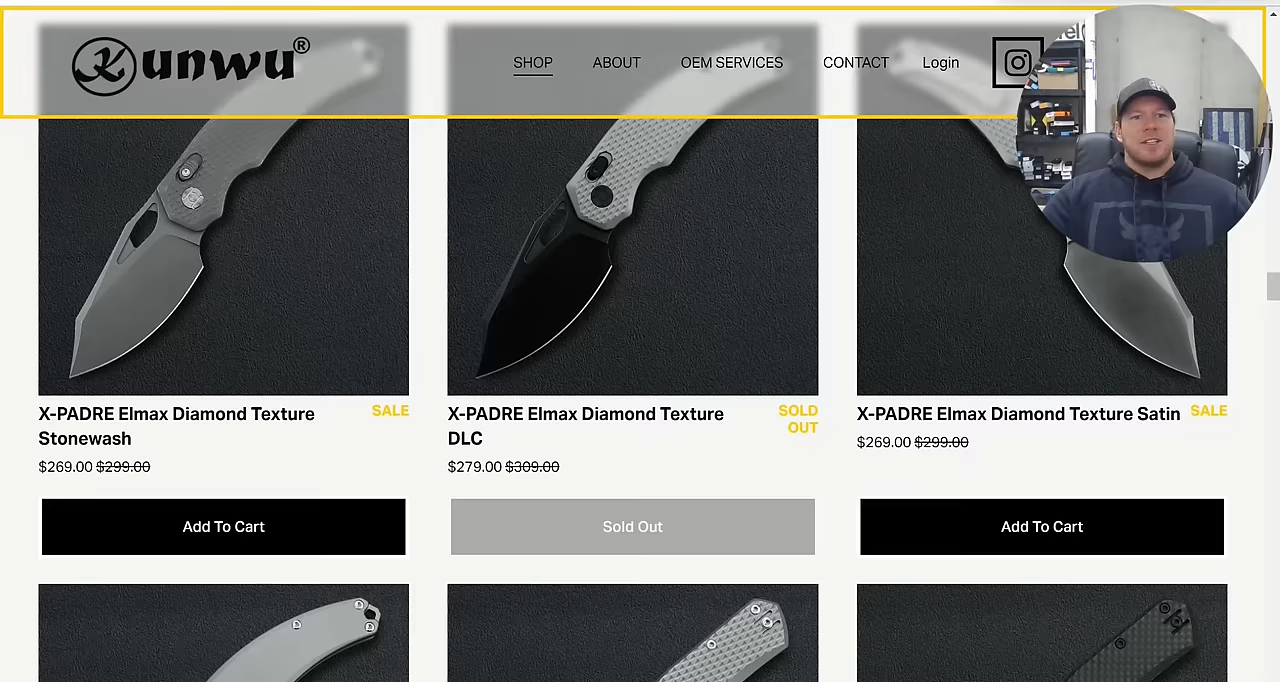 Kunwu®
SHOP
ABOUT
OEM SERVICES
CONTACT
Login
X-PADRE Elmax Diamond Texture Stonewash
SALE
$269.00 $299.00
Add To Cart
X-PADRE Elmax Diamond Texture DLC
SOLD OUT
$279.00 $309.00
Sold Out
X-PADRE Elmax Diamond Texture Satin
SALE
$269.00 $299.00
Add To Cart